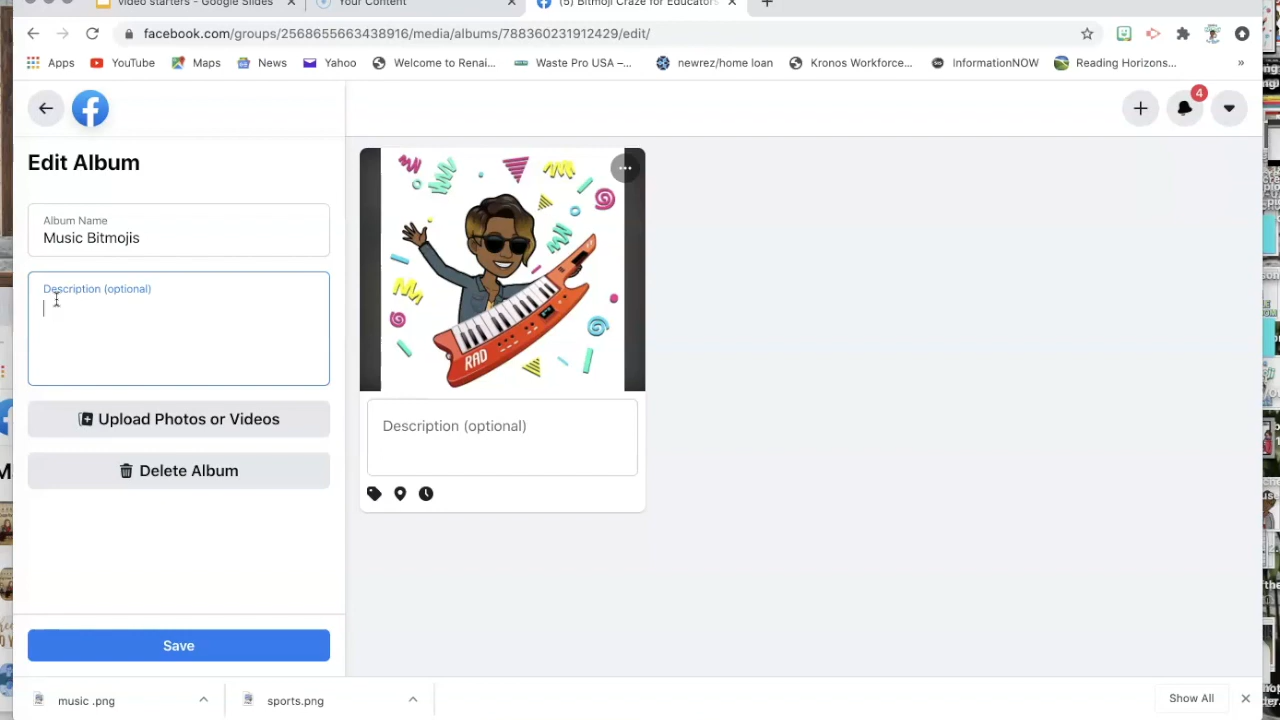 video starters - Google Slides
Your Content
(5) Bitmoji Craze for Educators
facebook.com/groups/2568655663438916/media/albums/788360231912429/edit/
Apps YouTube Maps News Yahoo Welcome to Renai... Waste Pro USA –... newrez/home loan Kronos Workforce... InformationNOW Reading Horizons... »
4
Edit Album
Album Name
Music Bitmojis
Description (optional)
Upload Photos or Videos
Delete Album
Save
RAD
Description (optional)
music .png
sports.png
Show All